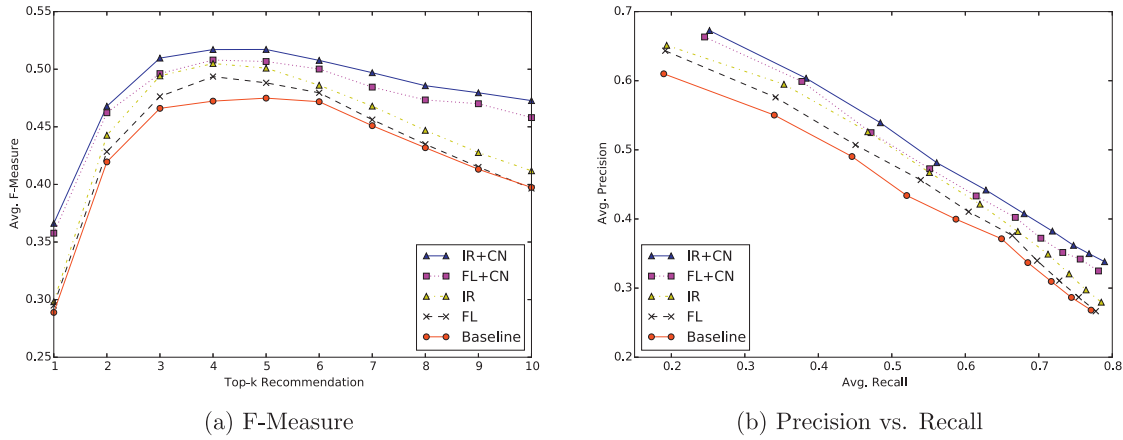 0.55
0.50
0.45
0.40
0.35
0.30
0.25
Avg. F-Measure
1 2 3 4 5 6 7 8 9 10
Top-k Recommendation
IR+CN
FL+CN
IR
FL
Baseline
(a) F-Measure
0.7
0.6
0.5
0.4
0.3
0.2
Avg. Precision
0.2 0.3 0.4 0.5 0.6 0.7 0.8
Avg. Recall
IR+CN
FL+CN
IR
FL
Baseline
(b) Precision vs. Recall